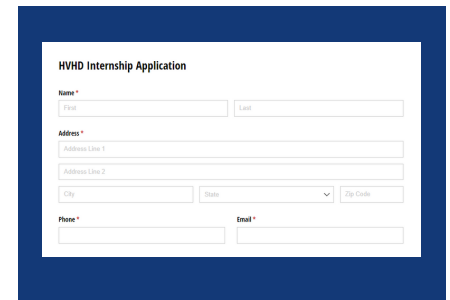 HVHD Internship Application
Name *
First Last
Address *
Address Line 1
Address Line 2
City State Zip Code
Phone * Email *